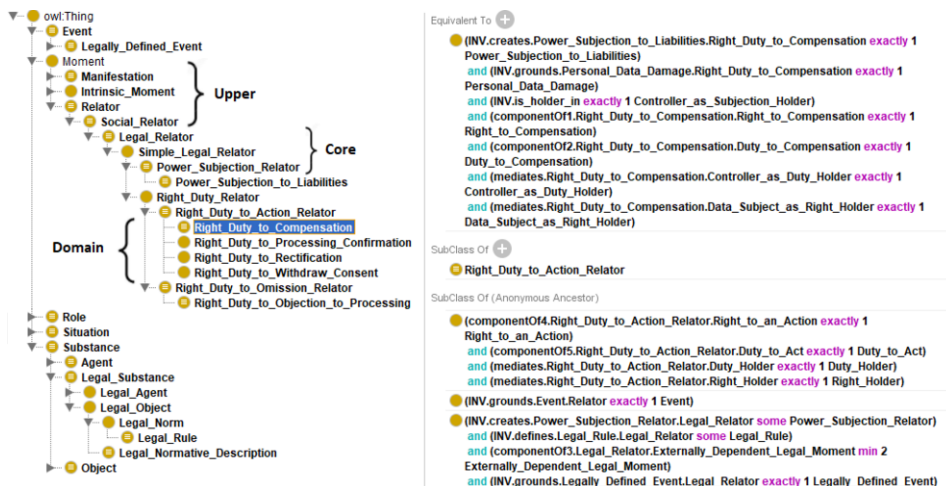 owl:Thing
Event
Legally_Defined_Event
Moment
Manifestation
Intrinsic_Moment
Relator
Social_Relator
Legal_Relator
Simple_Legal_Relator
Power_Subjection_Relator
Power_Subjection_to_Liabilities
Right_Duty_Relator
Right_Duty_to_Action_Relator
Right_Duty_to_Compensation
Right_Duty_to_Processing_Confirmation
Right_Duty_to_Rectification
Right_Duty_to_Withdraw_Consent
Right_Duty_to_Omission_Relator
Right_Duty_to_Objection_to_Processing
Role
Situation
Substance
Agent
Legal_Substance
Legal_Agent
Legal_Object
Legal_Norm
Legal_Rule
Legal_Normative_Description
Object
Upper
Core
Domain
Equivalent To
(INV.creates.Power_Subjection_to_Liabilities.Right_Duty_to_Compensation exactly 1
Power_Subjection_to_Liabilities)
and (INV.grounds.Personal_Data_Damage.Right_Duty_to_Compensation exactly 1
Personal_Data_Damage)
and (INV.is_holder_in exactly 1 Controller_as_Subjection_Holder)
and (componentOf1.Right_Duty_to_Compensation.Right_to_Compensation exactly 1
Right_to_Compensation)
and (componentOf2.Right_Duty_to_Compensation.Duty_to_Compensation exactly 1
Duty_to_Compensation)
and (mediates.Right_Duty_to_Compensation.Controller_as_Duty_Holder exactly 1
Controller_as_Duty_Holder)
and (mediates.Right_Duty_to_Compensation.Data_Subject_as_Right_Holder exactly 1
Data_Subject_as_Right_Holder)
SubClass Of
Right_Duty_to_Action_Relator
SubClass Of (Anonymous Ancestor)
(componentOf4.Right_Duty_to_Action_Relator.Right_to_an_Action exactly 1
Right_to_an_Action)
and (componentOf5.Right_Duty_to_Action_Relator.Duty_to_Act exactly 1 Duty_to_Act)
and (mediates.Right_Duty_to_Action_Relator.Duty_Holder exactly 1 Duty_Holder)
and (mediates.Right_Duty_to_Action_Relator.Right_Holder exactly 1 Right_Holder)
(INV.grounds.Event.Relator exactly 1 Event)
(INV.creates.Power_Subjection_Relator.Legal_Relator some Power_Subjection_Relator)
and (INV.defines.Legal_Rule.Legal_Relator some Legal_Rule)
and (componentOf3.Legal_Relator.Externally_Dependent_Legal_Moment min 2
Externally_Dependent_Legal_Moment)
and (INV.grounds.Legally_Defined_Event.Legal_Relator exactly 1 Legally_Defined_Event)